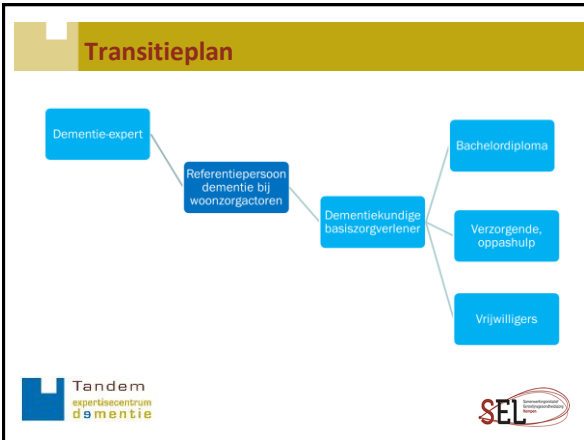 Transitieplan
Dementie-expert
Referentiepersoon
dementie bij
woonzorgactoren
Dementiekundige
basiszorgverlener
Bachelordiploma
Verzorgende,
oppashulp
Vrijwilligers
Tandem
expertisecentrum
dementie
SEL